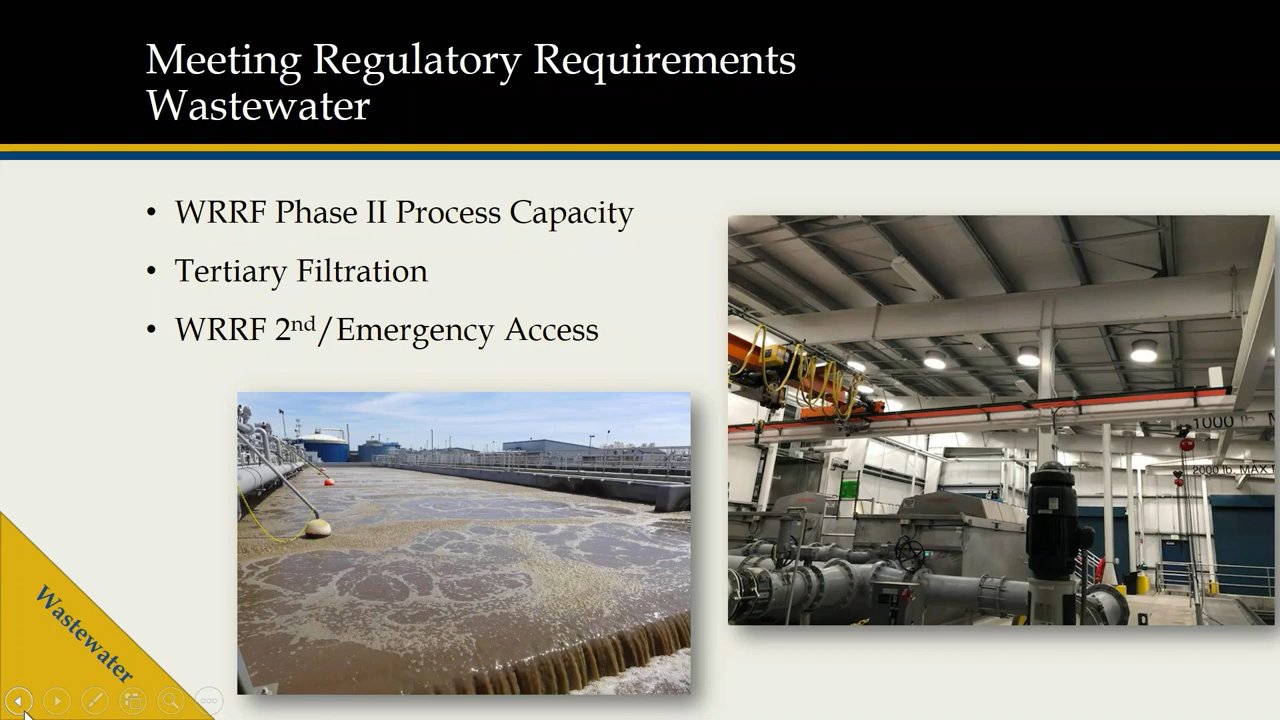 Meeting Regulatory Requirements
Wastewater
• WRRF Phase II Process Capacity
• Tertiary Filtration
• WRRF 2nd/Emergency Access
1000 lb. M
2000 lb. MAX
Wastewater